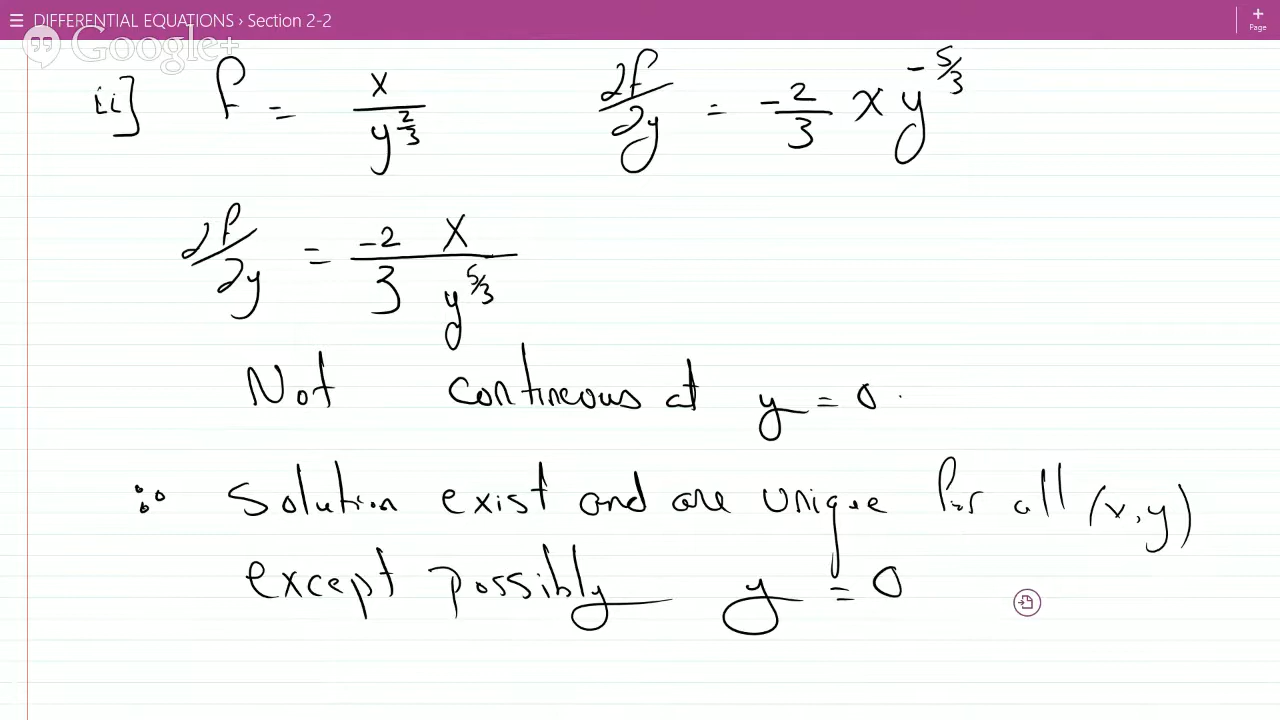 DIFFERENTIAL EQUATIONS › Section 2-2
Page
Google+
ii] f = x / y^(2/3)    ∂f/∂y = -2/3 x y^(-5/3)
∂f/∂y = -2/3 x / y^(5/3)
Not contineous at y = 0.
∴ Solution exist and are unique for all (x,y)
except possibly y = 0